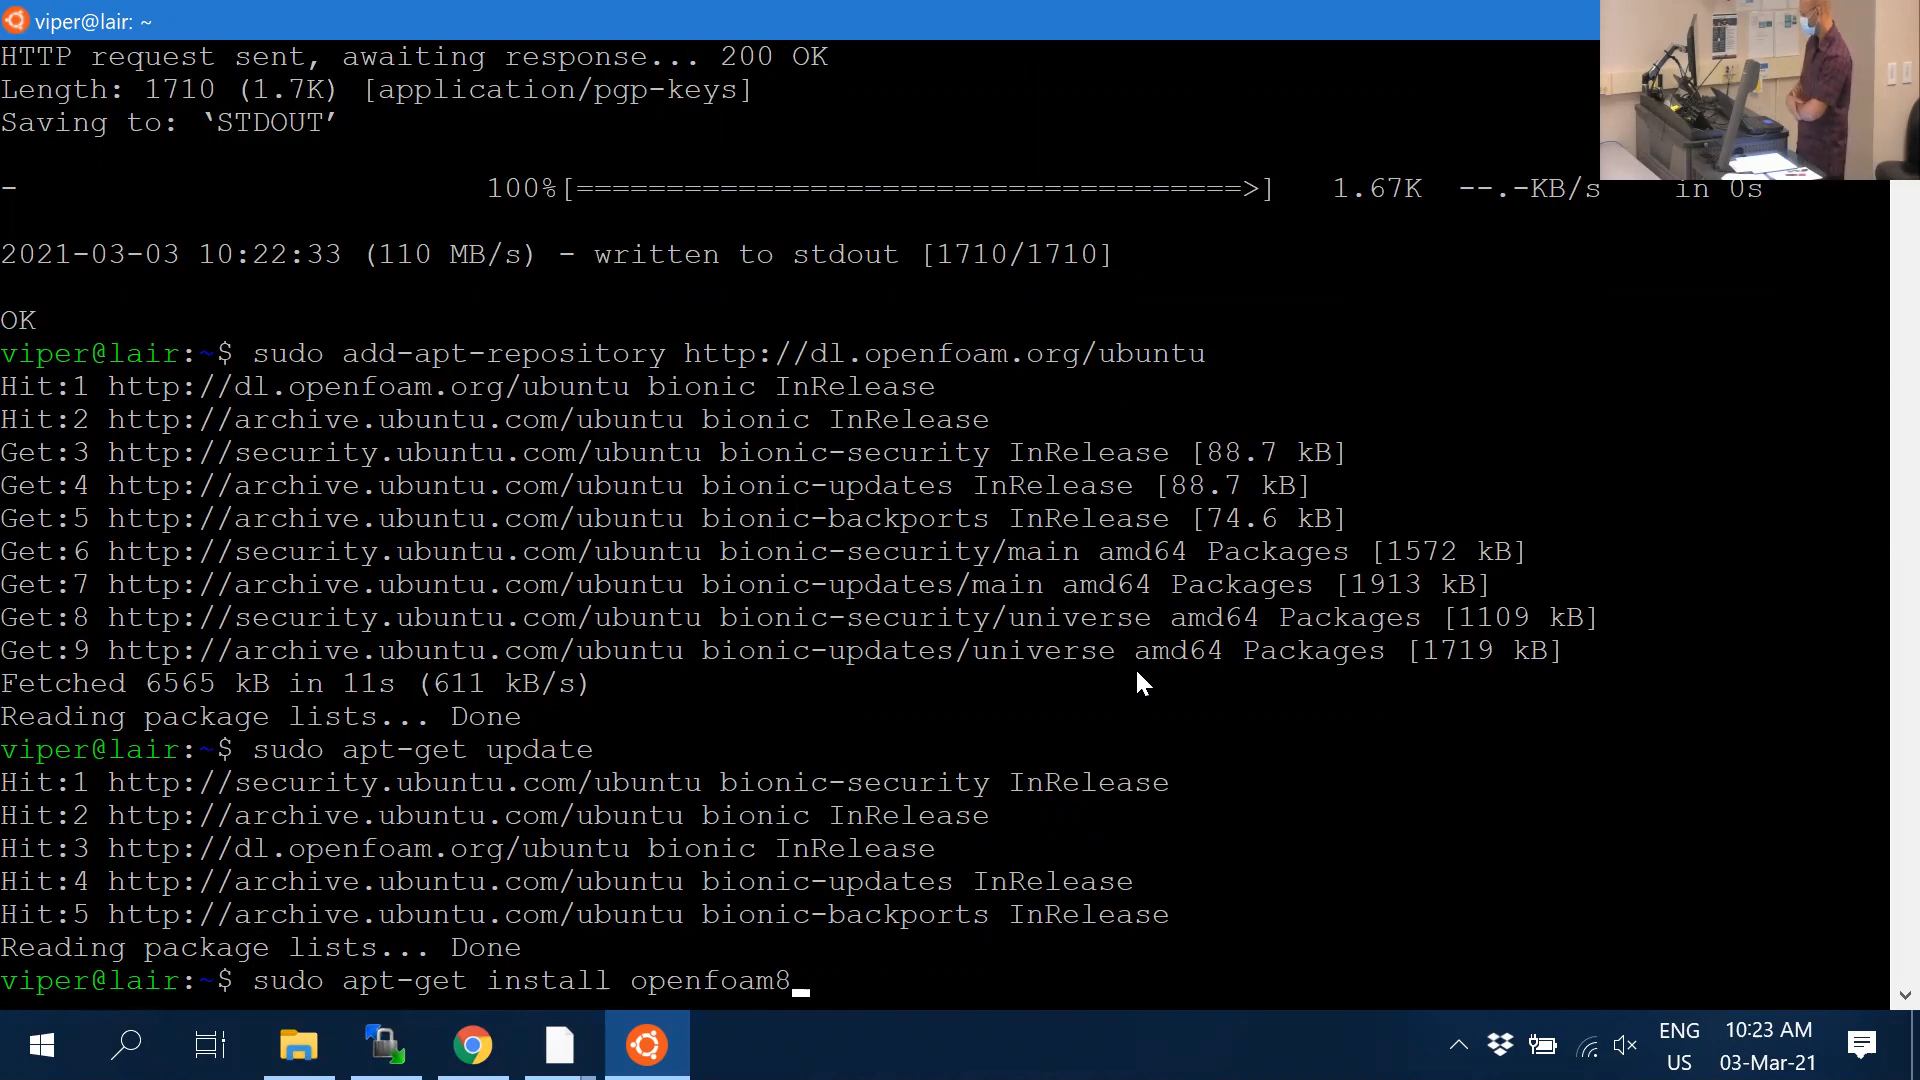 viper@lair: ~
HTTP request sent, awaiting response... 200 OK
Length: 1710 (1.7K) [application/pgp-keys]
Saving to: ‘STDOUT’
-                          100%[=====================================>]   1.67K  --.-KB/s    in 0s
2021-03-03 10:22:33 (110 MB/s) - written to stdout [1710/1710]
OK
viper@lair:~$ sudo add-apt-repository http://dl.openfoam.org/ubuntu
Hit:1 http://dl.openfoam.org/ubuntu bionic InRelease
Hit:2 http://archive.ubuntu.com/ubuntu bionic InRelease
Get:3 http://security.ubuntu.com/ubuntu bionic-security InRelease [88.7 kB]
Get:4 http://archive.ubuntu.com/ubuntu bionic-updates InRelease [88.7 kB]
Get:5 http://archive.ubuntu.com/ubuntu bionic-backports InRelease [74.6 kB]
Get:6 http://security.ubuntu.com/ubuntu bionic-security/main amd64 Packages [1572 kB]
Get:7 http://archive.ubuntu.com/ubuntu bionic-updates/main amd64 Packages [1913 kB]
Get:8 http://security.ubuntu.com/ubuntu bionic-security/universe amd64 Packages [1109 kB]
Get:9 http://archive.ubuntu.com/ubuntu bionic-updates/universe amd64 Packages [1719 kB]
Fetched 6565 kB in 11s (611 kB/s)
Reading package lists... Done
viper@lair:~$ sudo apt-get update
Hit:1 http://security.ubuntu.com/ubuntu bionic-security InRelease
Hit:2 http://archive.ubuntu.com/ubuntu bionic InRelease
Hit:3 http://dl.openfoam.org/ubuntu bionic InRelease
Hit:4 http://archive.ubuntu.com/ubuntu bionic-updates InRelease
Hit:5 http://archive.ubuntu.com/ubuntu bionic-backports InRelease
Reading package lists... Done
viper@lair:~$ sudo apt-get install openfoam8
ENG 10:23 AM
US 03-Mar-21